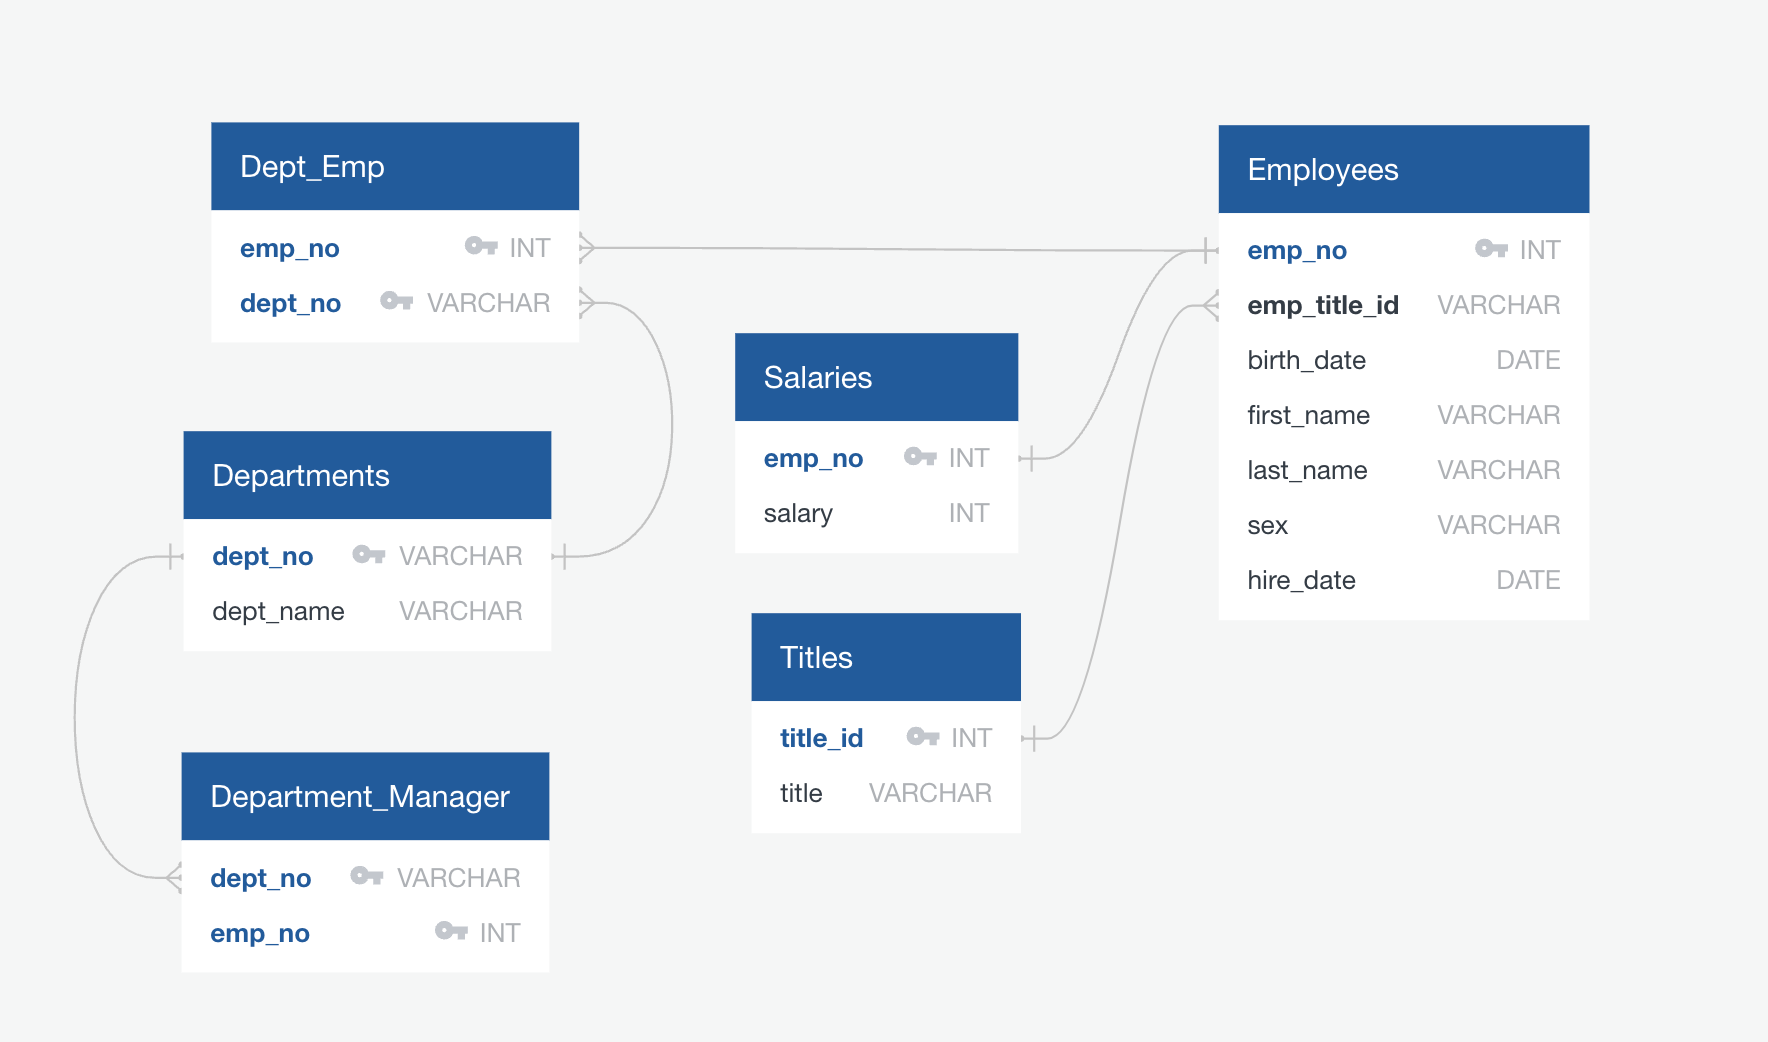 Dept_Emp
emp_no INT
dept_no VARCHAR
Departments
dept_no VARCHAR
dept_name VARCHAR
Department_Manager
dept_no VARCHAR
emp_no INT
Salaries
emp_no INT
salary INT
Titles
title_id INT
title VARCHAR
Employees
emp_no INT
emp_title_id VARCHAR
birth_date DATE
first_name VARCHAR
last_name VARCHAR
sex VARCHAR
hire_date DATE